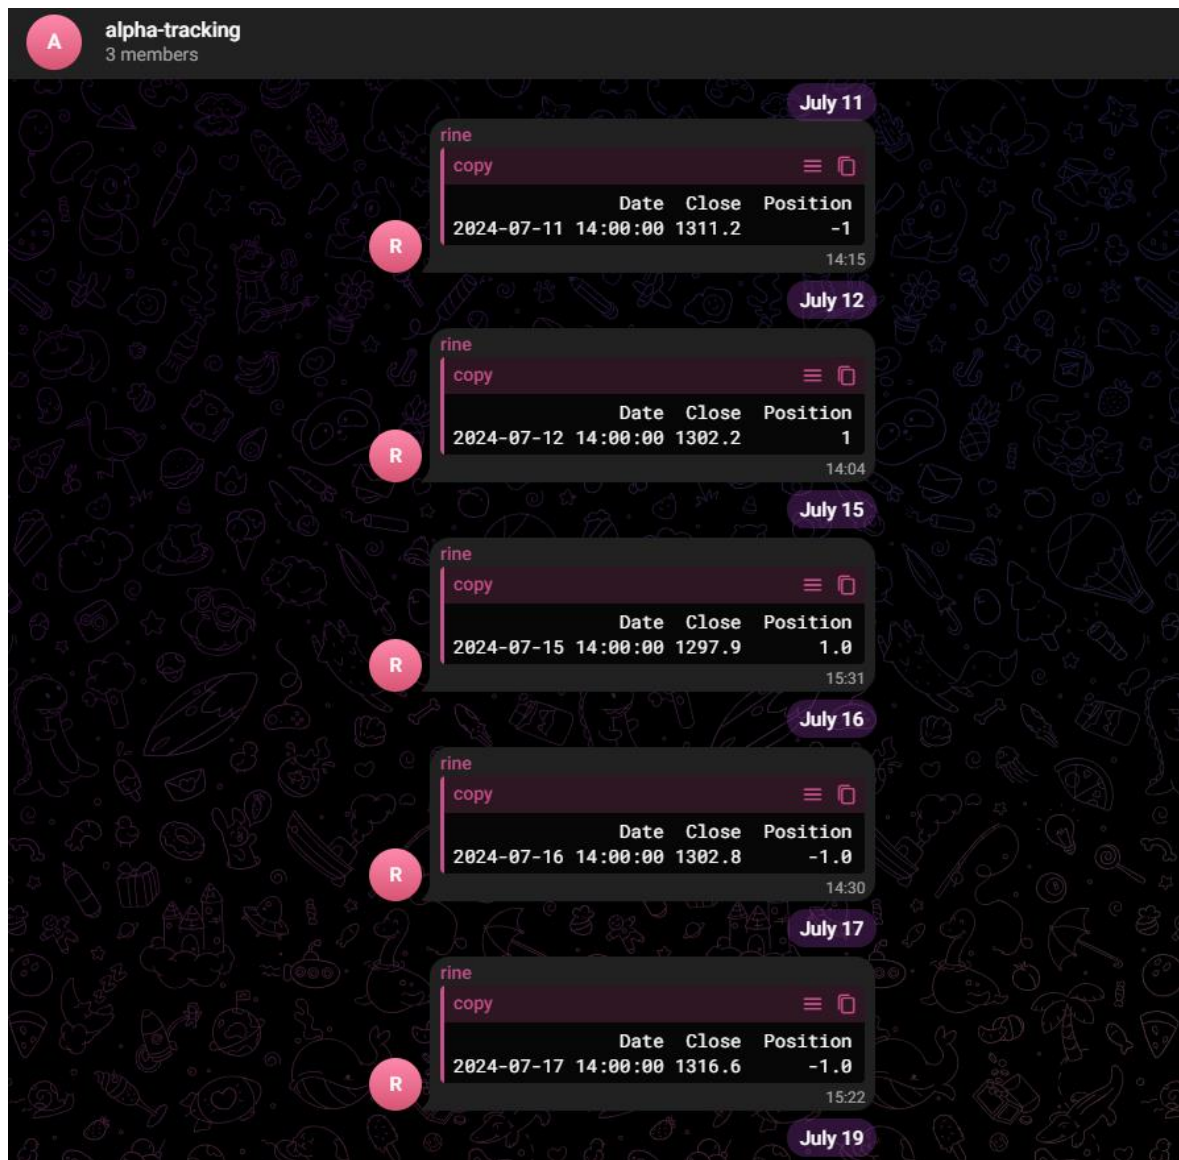 A
alpha-tracking
3 members
July 11
rine
copy
Date Close Position
2024-07-11 14:00:00 1311.2 -1
R
14:15
July 12
rine
copy
Date Close Position
2024-07-12 14:00:00 1302.2 1
R
14:04
July 15
rine
copy
Date Close Position
2024-07-15 14:00:00 1297.9 1.0
R
15:31
July 16
rine
copy
Date Close Position
2024-07-16 14:00:00 1302.8 -1.0
R
14:30
July 17
rine
copy
Date Close Position
2024-07-17 14:00:00 1316.6 -1.0
R
15:22
July 19